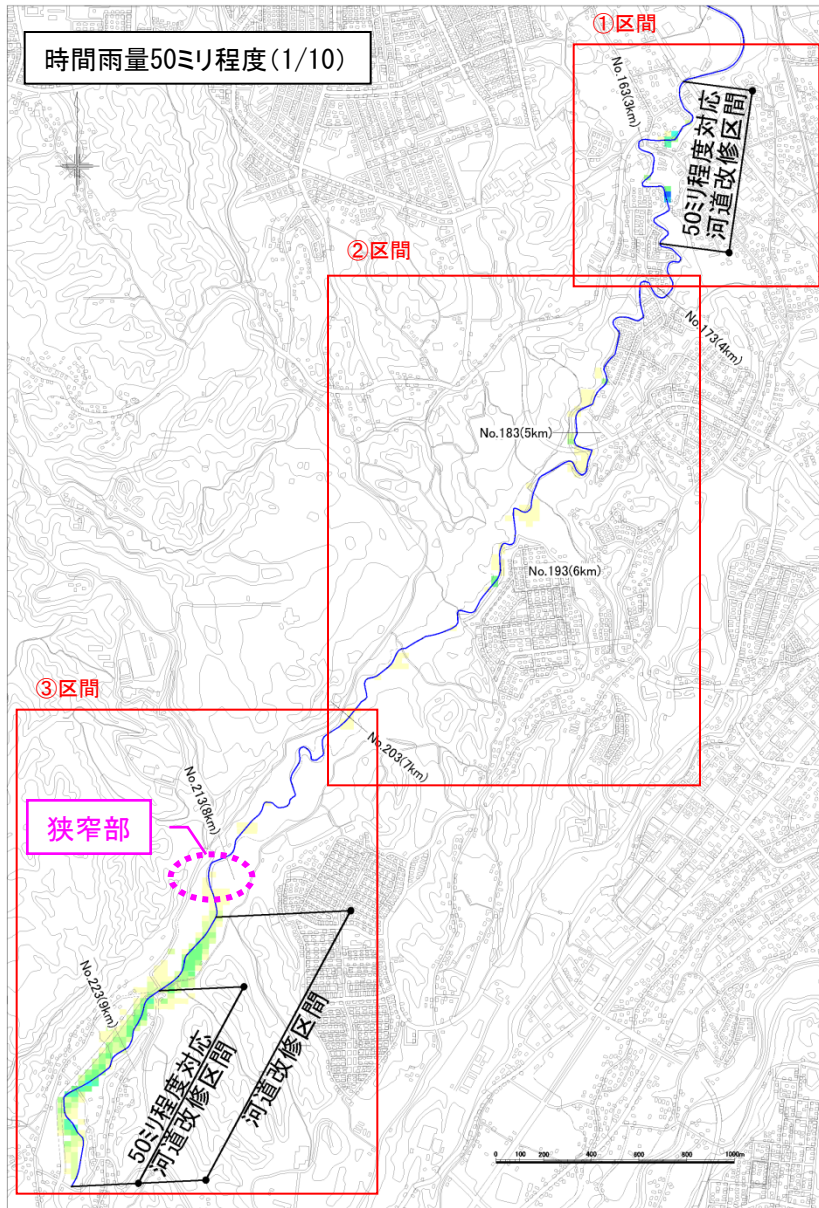 時間雨量50ミリ程度(1/10)
①区間
No.163(3km)
50ミリ程度対応
河道改修区間
②区間
No.173(4km)
No.183(5km)
No.193(6km)
③区間
No.203(7km)
No.213(8km)
狭窄部
No.223(9km)
50ミリ程度対応
河道改修区間
河道改修区間
0 100 200 400 600 800 1000m